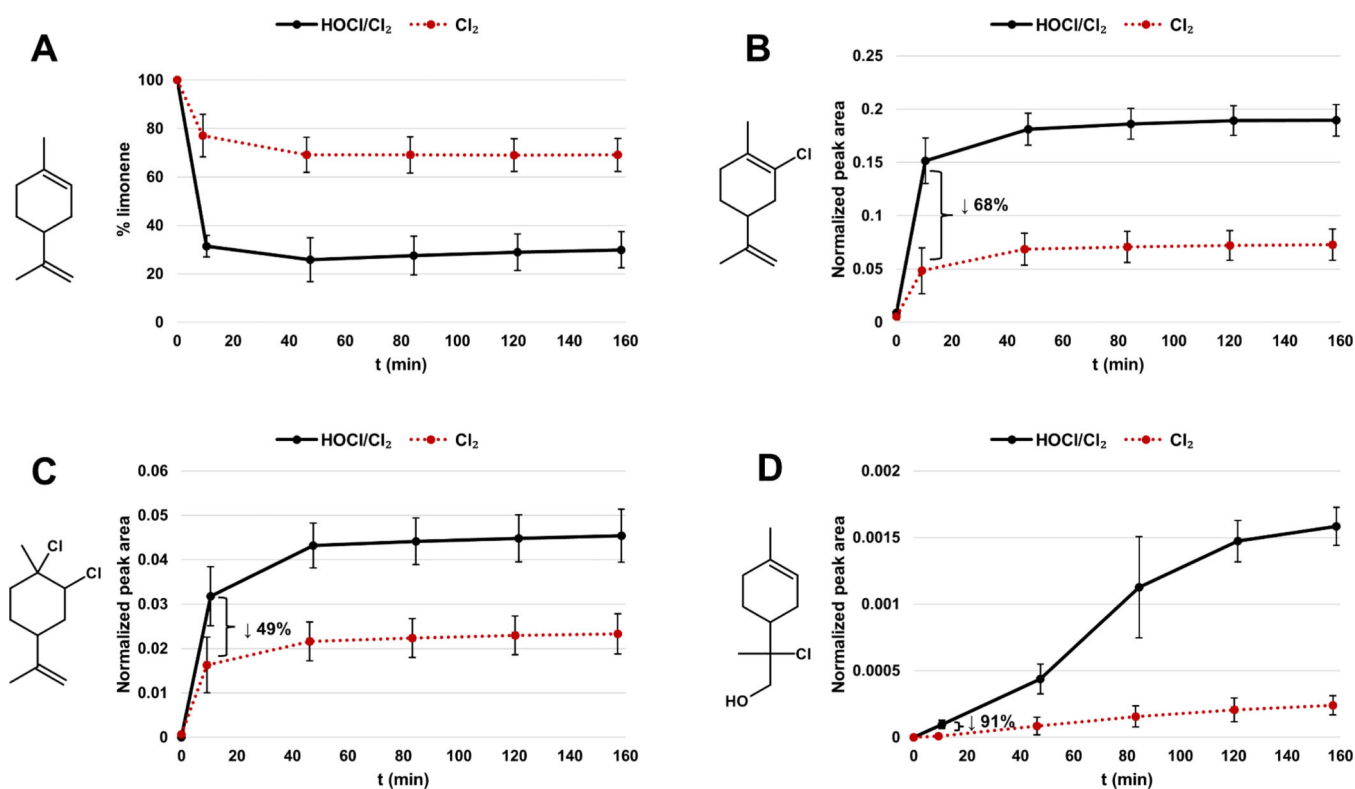 A
HOCl/Cl₂ Cl₂
% limonene
100
80
60
40
20
0
0 20 40 60 80 100 120 140 160
t (min)
B
HOCl/Cl₂ Cl₂
Normalized peak area
0.25
0.2
0.15
0.1
0.05
0
↓ 68%
0 20 40 60 80 100 120 140 160
t (min)
Cl
C
HOCl/Cl₂ Cl₂
Normalized peak area
0.06
0.05
0.04
0.03
0.02
0.01
0
↓ 49%
0 20 40 60 80 100 120 140 160
t (min)
Cl
Cl
D
HOCl/Cl₂ Cl₂
Normalized peak area
0.002
0.0015
0.001
0.0005
0
↓ 91%
0 20 40 60 80 100 120 140 160
t (min)
Cl
HO